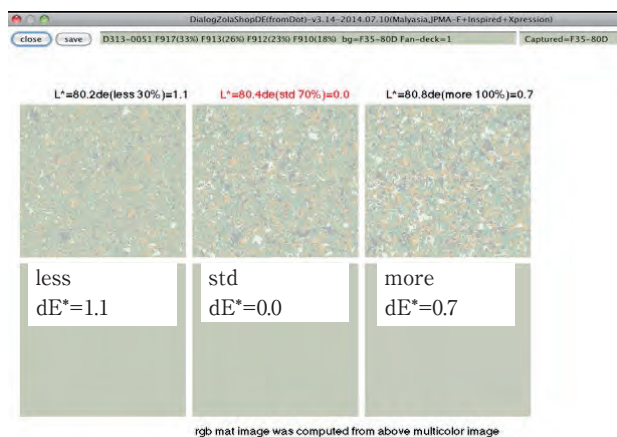 DialogZolaShopDE(fromDot)-v3.14-2014.07.10(Malyasia,JPMA-F+Inspired+Xpression)
close save D313-0051 F917(33%) F913(26%) F912(23%) F910(18%) bg=F35-80D Fan-deck=1 Captured=F35-80D
L*=80.2de(less 30%)=1.1 L*=80.4de(std 70%)=0.0 L*=80.8de(more 100%)=0.7
less std more
dE*=1.1 dE*=0.0 dE*=0.7
rgb mat image was computed from above multicolor image